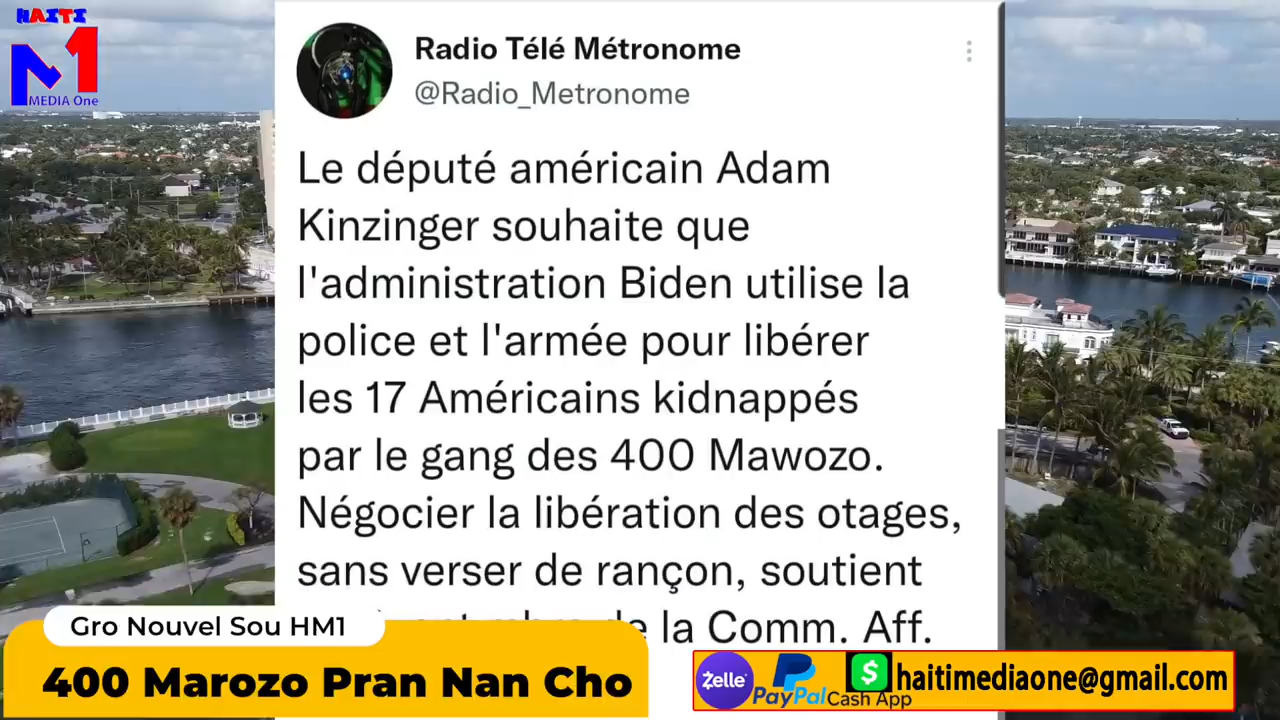 HAITI
M1
MEDIA One
Radio Télé Métronome
@Radio_Metronome
Le député américain Adam
Kinzinger souhaite que
l'administration Biden utilise la
police et l'armée pour libérer
les 17 Américains kidnappés
par le gang des 400 Mawozo.
Négocier la libération des otages,
sans verser de rançon, soutient
de la Comm. Aff.
Gro Nouvel Sou HM1
400 Marozo Pran Nan Cho
Zelle
PayPal
$
Cash App
haitimediaone@gmail.com